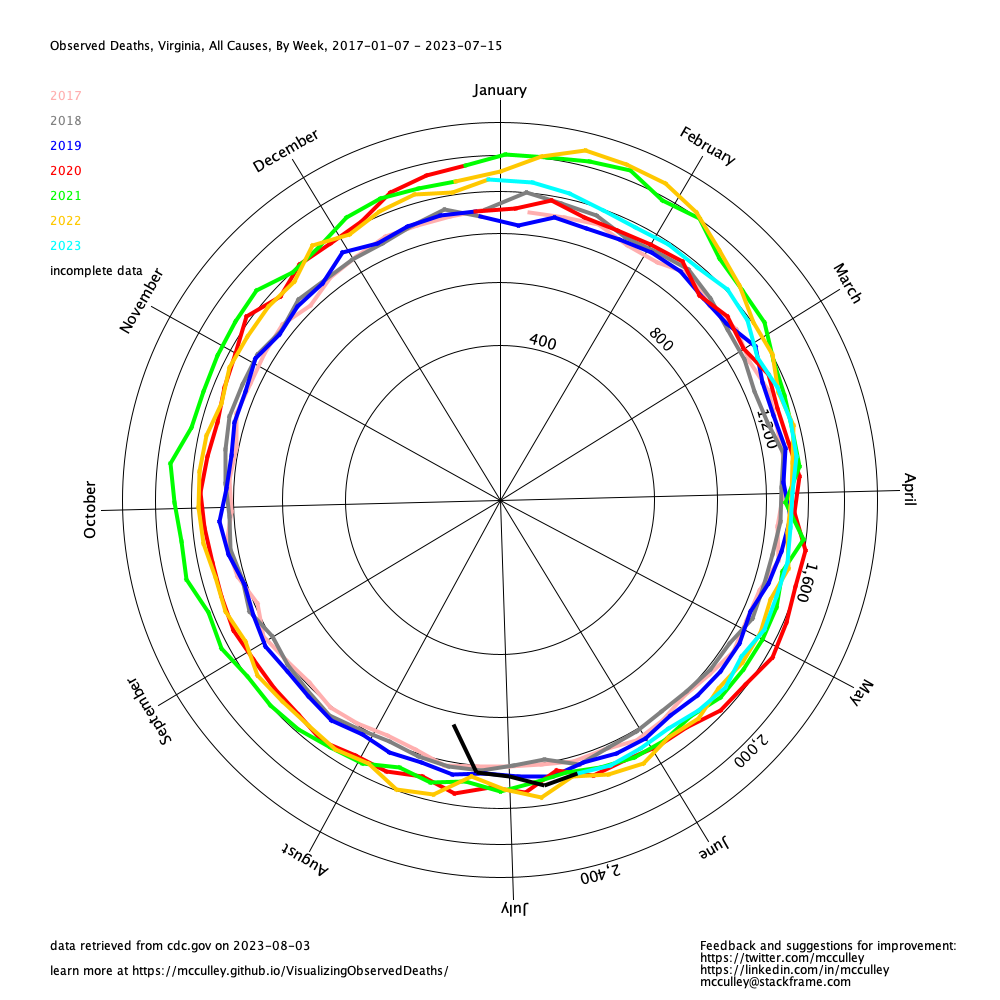 Observed Deaths, Virginia, All Causes, By Week, 2017-01-07 - 2023-07-15
January
2017
2018
2019
2020
2021
2022
2023
incomplete data
February
March
April
May
June
July
August
September
October
November
December
400
800
1,200
1,600
2,000
2,400
data retrieved from cdc.gov on 2023-08-03
learn more at https://mcculley.github.io/VisualizingObservedDeaths/
Feedback and suggestions for improvement:
https://twitter.com/mcculley
https://linkedin.com/in/mcculley
mcculley@stackframe.com